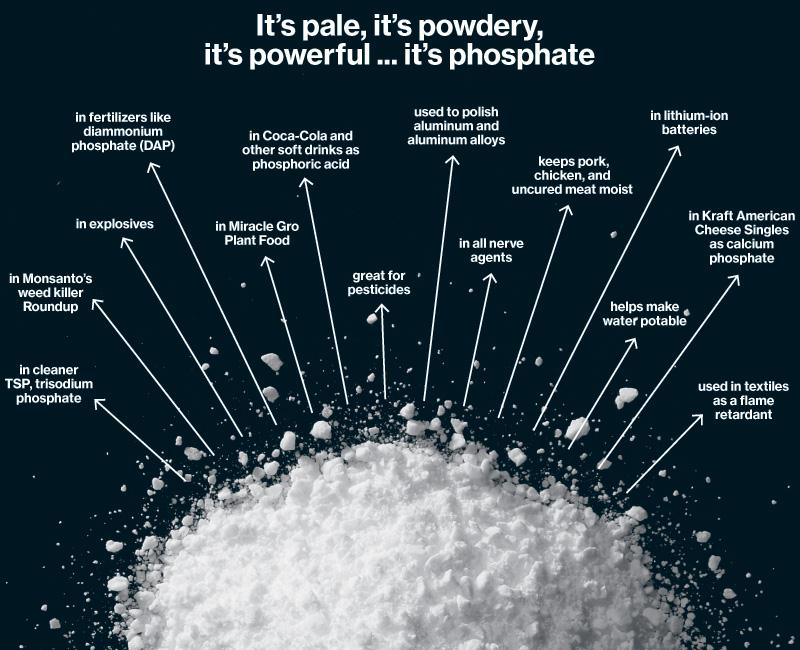 It’s pale, it’s powdery,
it’s powerful ... it’s phosphate
in fertilizers like
diammonium
phosphate (DAP)
in Coca-Cola and
other soft drinks as
phosphoric acid
used to polish
aluminum and
aluminum alloys
in lithium-ion
batteries
keeps pork,
chicken, and
uncured meat moist
in explosives
in Miracle Gro
Plant Food
in Kraft American
Cheese Singles
as calcium
phosphate
in all nerve
agents
great for
pesticides
in Monsanto’s
weed killer
Roundup
helps make
water potable
in cleaner
TSP, trisodium
phosphate
used in textiles
as a flame
retardant